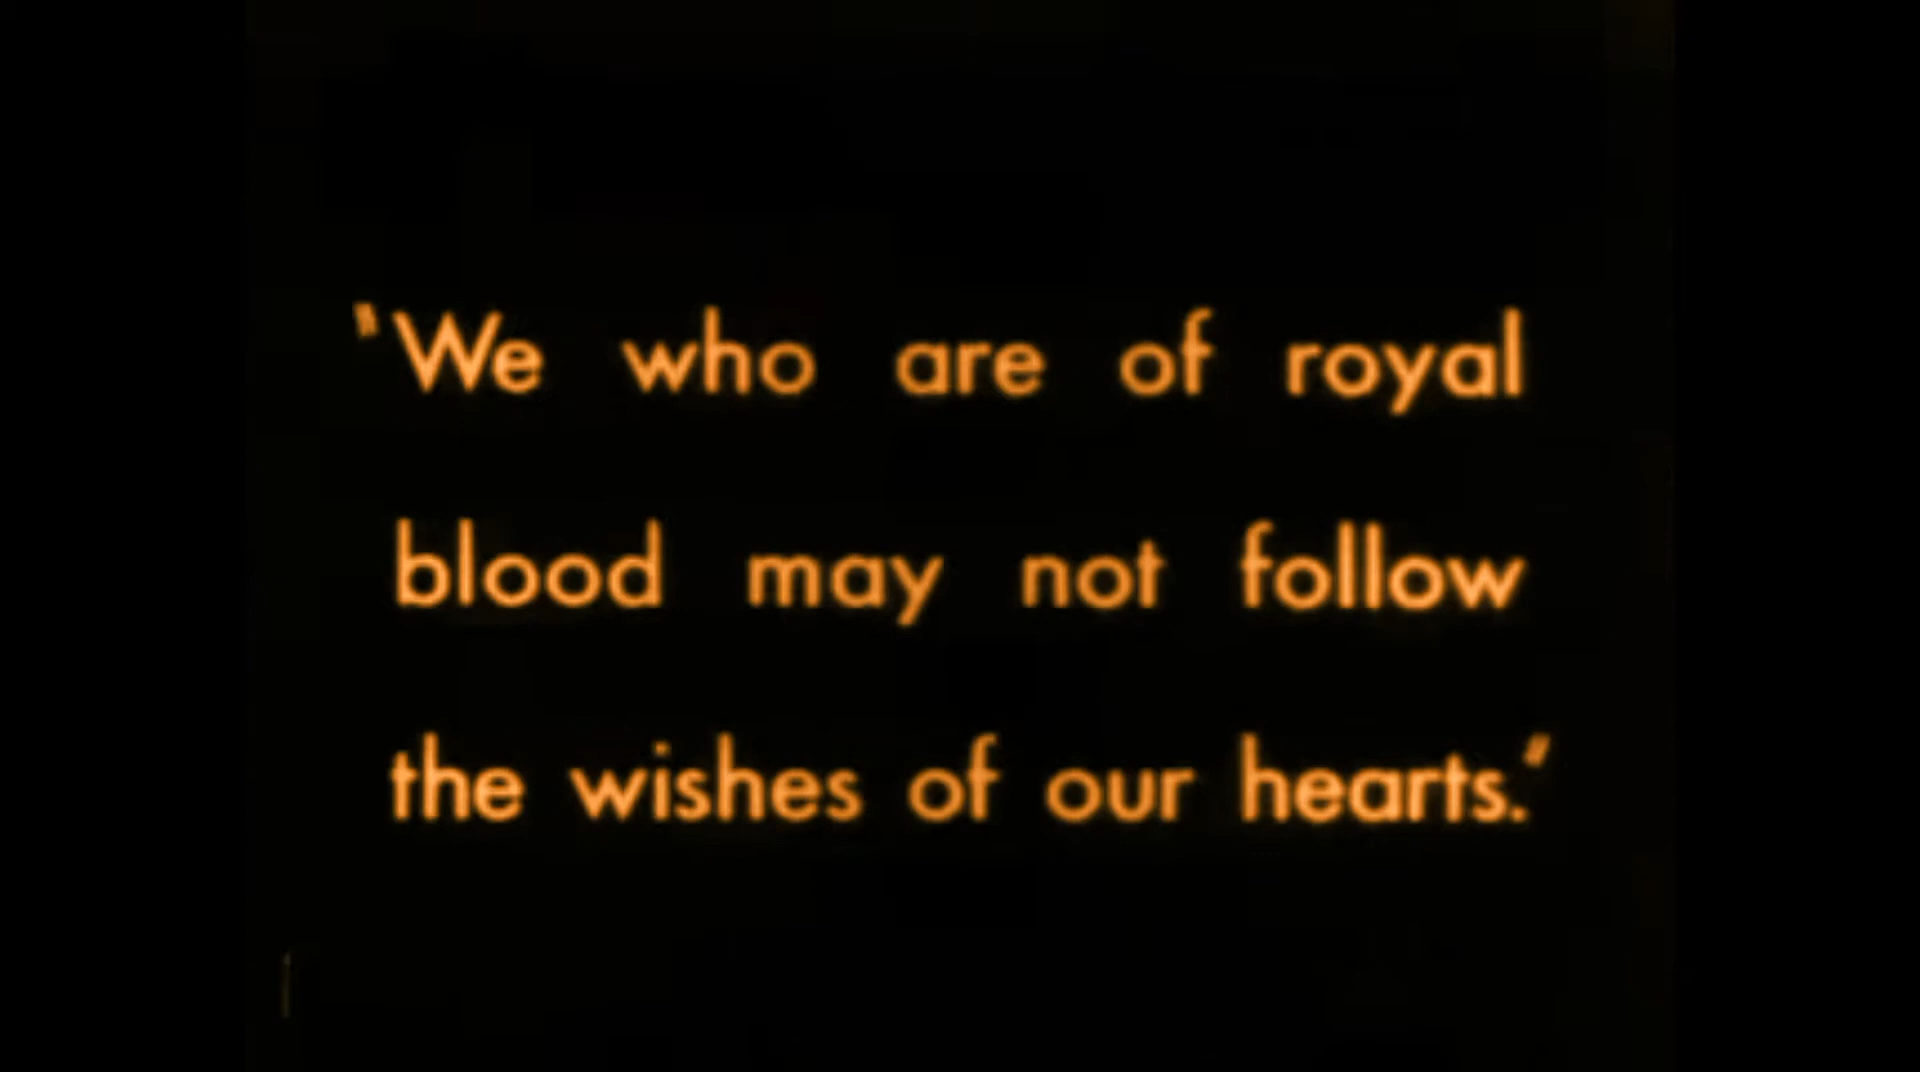 ‛We who are of royal
blood may not follow
the wishes of our hearts.’